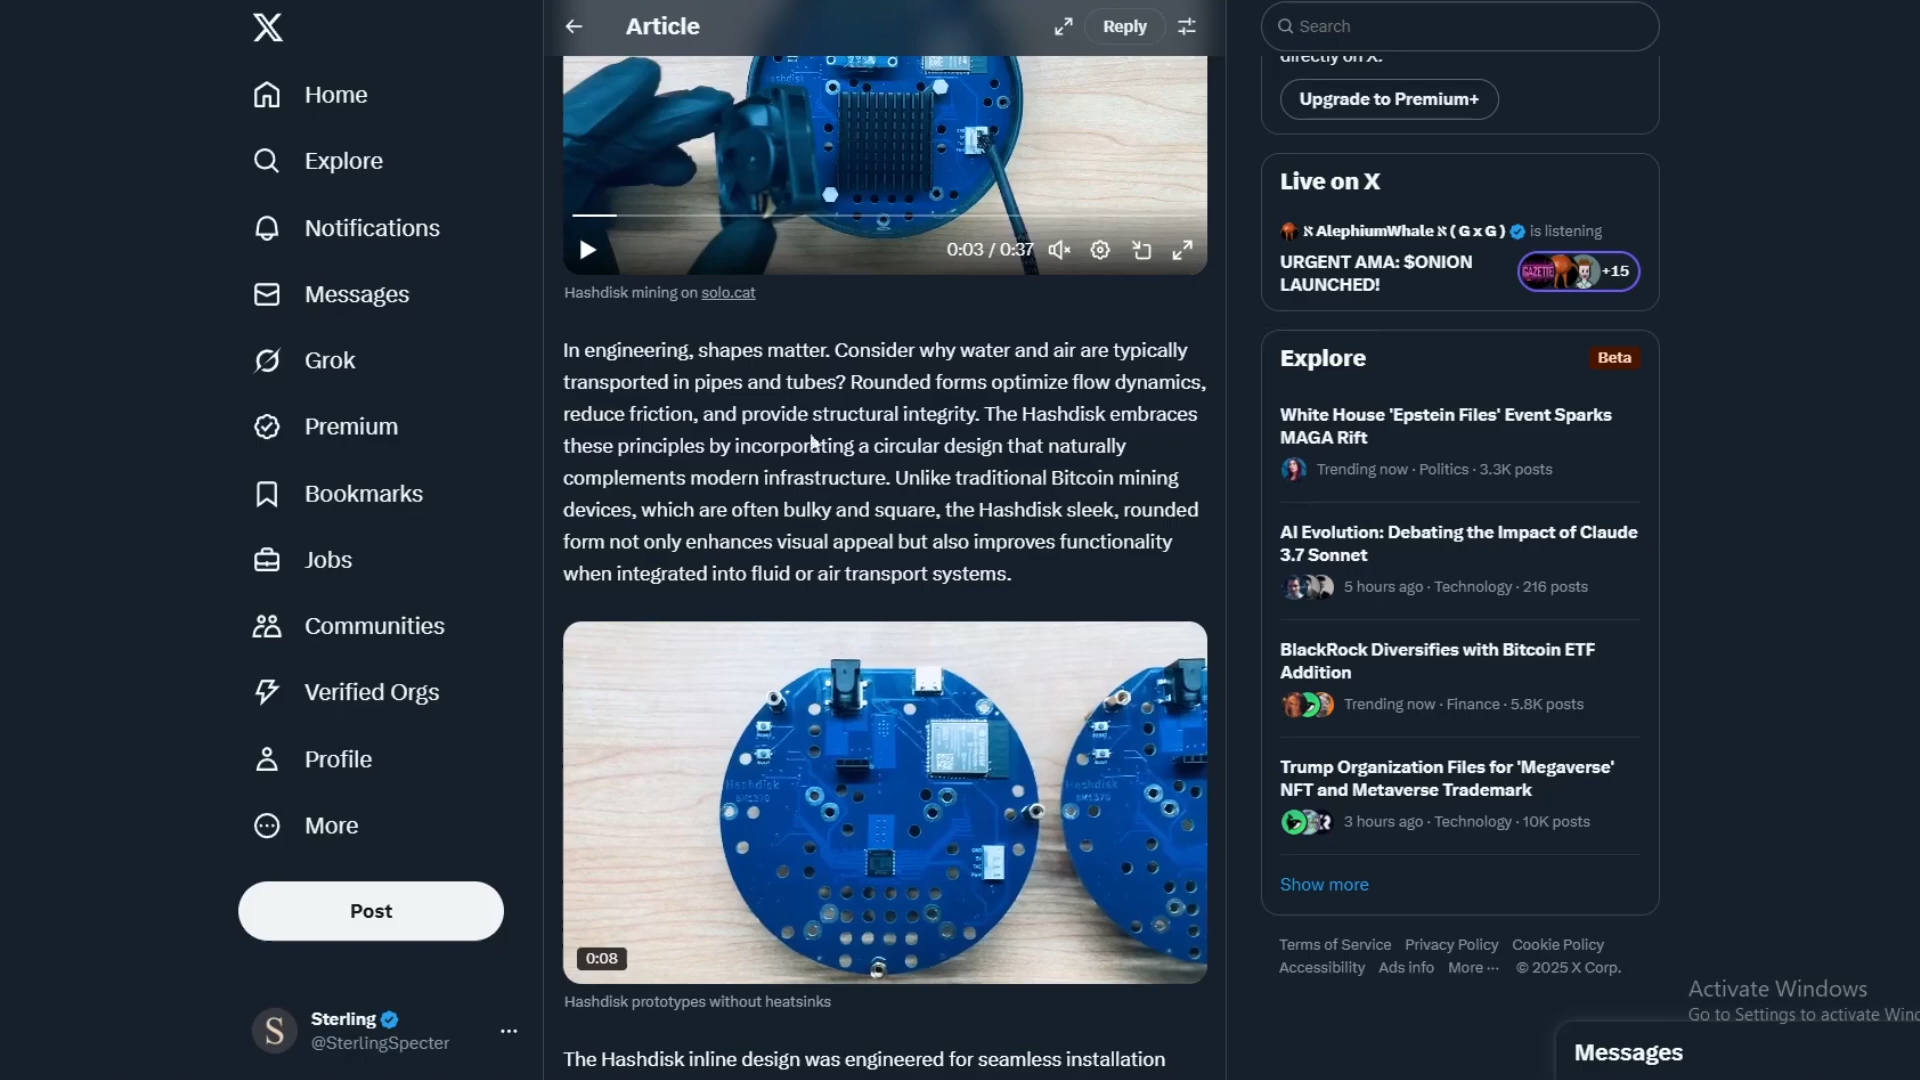 Home
Explore
Notifications
Messages
Grok
Premium
Bookmarks
Jobs
Communities
Verified Orgs
Profile
More
Post
Sterling
@SterlingSpecter
Article
Reply
0:03 / 0:37
Hashdisk mining on solo.cat
In engineering, shapes matter. Consider why water and air are typically
transported in pipes and tubes? Rounded forms optimize flow dynamics,
reduce friction, and provide structural integrity. The Hashdisk embraces
these principles by incorporating a circular design that naturally
complements modern infrastructure. Unlike traditional Bitcoin mining
devices, which are often bulky and square, the Hashdisk sleek, rounded
form not only enhances visual appeal but also improves functionality
when integrated into fluid or air transport systems.
Hashdisk
BM1370
Hashdisk
BM1370
0:08
Hashdisk prototypes without heatsinks
The Hashdisk inline design was engineered for seamless installation
Search
directly on X.
Upgrade to Premium+
Live on X
AlephiumWhale ( G x G ) is listening
URGENT AMA: $ONION
LAUNCHED!
GAZETTE
+15
Explore
Beta
White House 'Epstein Files' Event Sparks
MAGA Rift
Trending now · Politics · 3.3K posts
AI Evolution: Debating the Impact of Claude
3.7 Sonnet
5 hours ago · Technology · 216 posts
BlackRock Diversifies with Bitcoin ETF
Addition
Trending now · Finance · 5.8K posts
Trump Organization Files for 'Megaverse'
NFT and Metaverse Trademark
3 hours ago · Technology · 10K posts
Show more
Terms of Service Privacy Policy Cookie Policy
Accessibility Ads info More ··· © 2025 X Corp.
Activate Windows
Go to Settings to activate
Messages